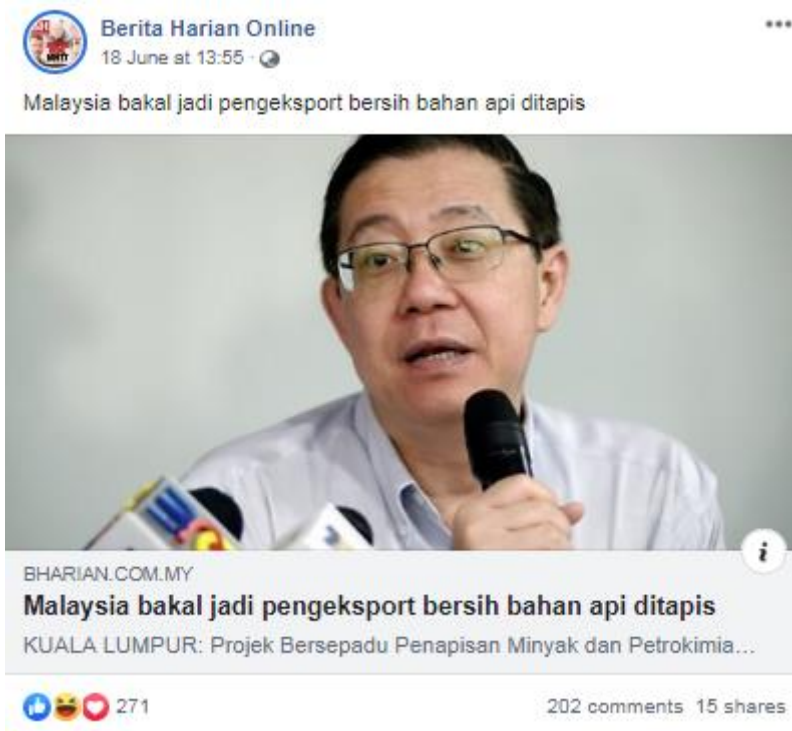 Berita Harian Online
18 June at 13:55
Malaysia bakal jadi pengeksport bersih bahan api ditapis
BHARIAN.COM.MY
Malaysia bakal jadi pengeksport bersih bahan api ditapis
KUALA LUMPUR: Projek Bersepadu Penapisan Minyak dan Petrokimia...
271
202 comments 15 shares